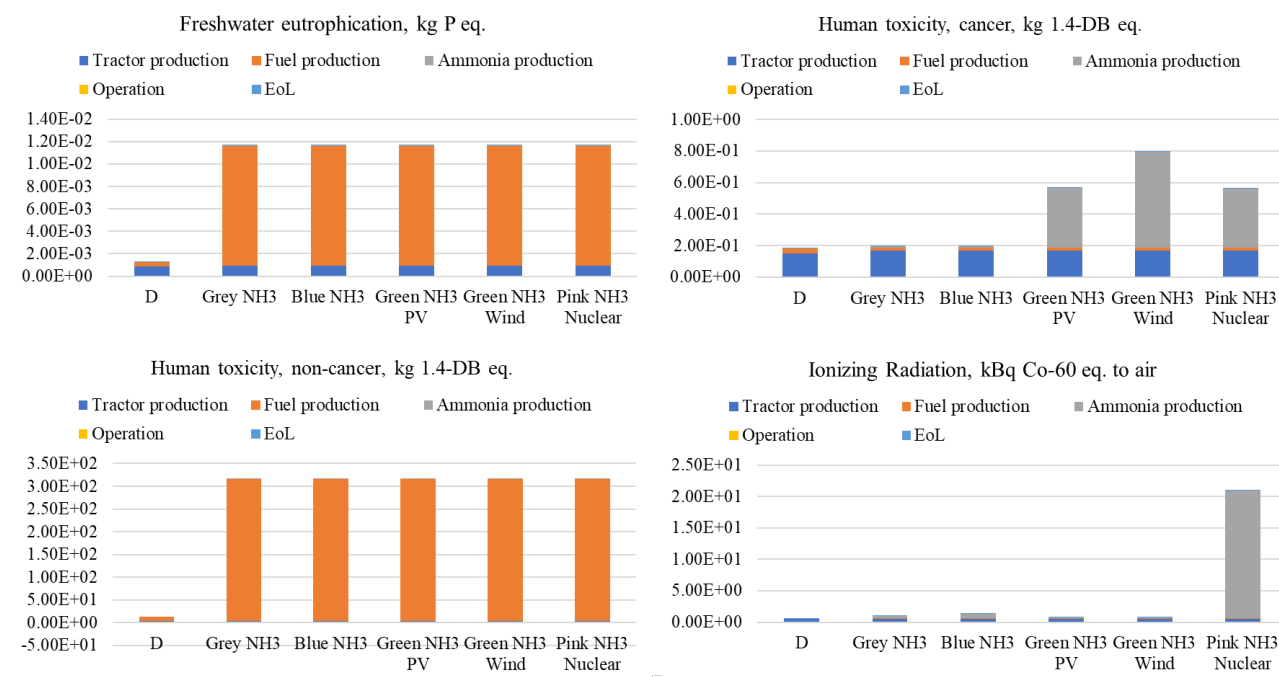 Freshwater eutrophication, kg P eq.
Tractor production Fuel production Ammonia production
Operation EoL
1.40E-02
1.20E-02
1.00E-02
8.00E-03
6.00E-03
4.00E-03
2.00E-03
0.00E+00
D Grey NH3 Blue NH3 Green NH3 Green NH3 Pink NH3
PV Wind Nuclear
Human toxicity, cancer, kg 1.4-DB eq.
Tractor production Fuel production Ammonia production
Operation EoL
1.00E+00
8.00E-01
6.00E-01
4.00E-01
2.00E-01
0.00E+00
D Grey NH3 Blue NH3 Green NH3 Green NH3 Pink NH3
PV Wind Nuclear
Human toxicity, non-cancer, kg 1.4-DB eq.
Tractor production Fuel production Ammonia production
Operation EoL
3.50E+02
3.00E+02
2.50E+02
2.00E+02
1.50E+02
1.00E+02
5.00E+01
0.00E+00
-5.00E+01
D Grey NH3 Blue NH3 Green NH3 Green NH3 Pink NH3
PV Wind Nuclear
Ionizing Radiation, kBq Co-60 eq. to air
Tractor production Fuel production Ammonia production
Operation EoL
2.50E+01
2.00E+01
1.50E+01
1.00E+01
5.00E+00
0.00E+00
D Grey NH3 Blue NH3 Green NH3 Green NH3 Pink NH3
PV Wind Nuclear